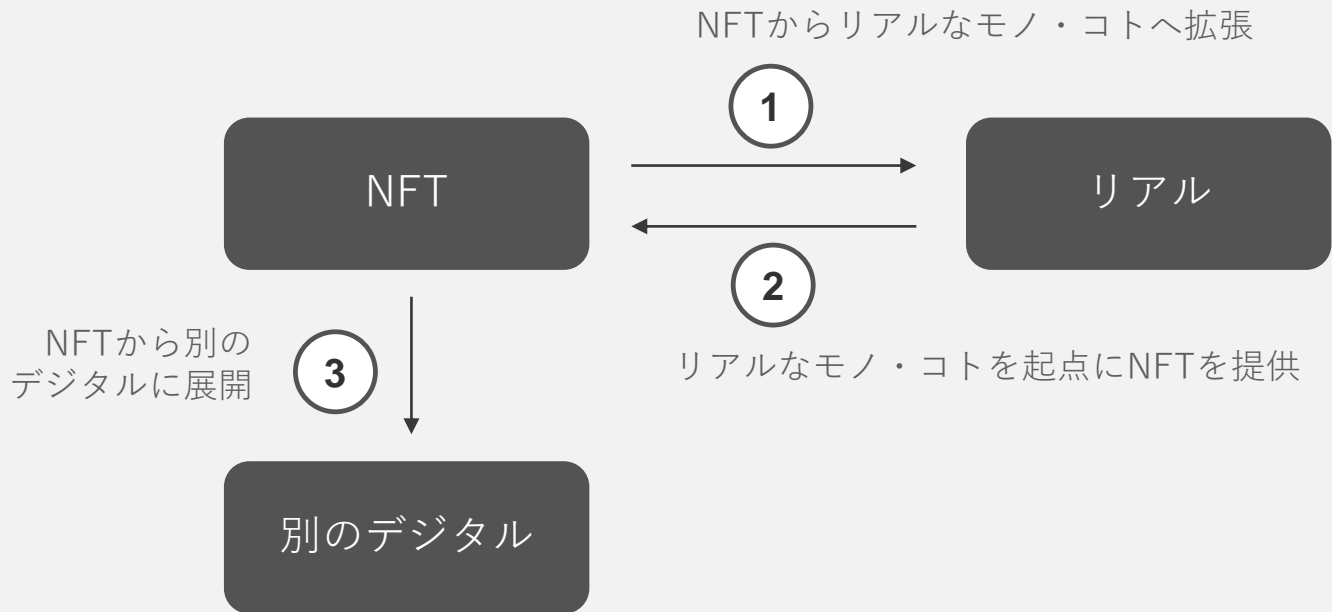 NFTからリアルなモノ・コトへ拡張
1
NFT
リアル
2
NFTから別の
デジタルに展開
3
リアルなモノ・コトを起点にNFTを提供
別のデジタル